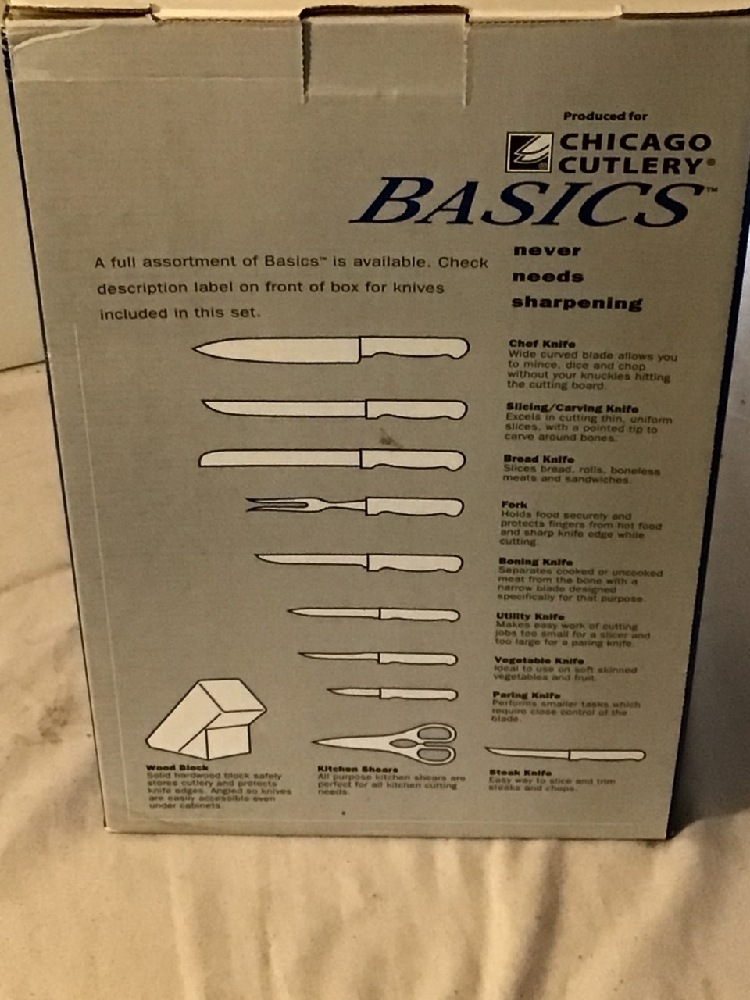 Produced for
CHICAGO
CUTLERY®
BASICS™
never
needs
sharpening
A full assortment of Basics™ is available. Check
description label on front of box for knives
included in this set.
Chef Knife
Wide curved blade allows you
to mince, dice and chop
without your knuckles hitting
the cutting board.
Slicing/Carving Knife
Excels in cutting thin, uniform
slices, with a pointed tip to
carve around bones.
Bread Knife
Slices bread, rolls, boneless
meats and sandwiches.
Fork
Holds food securely and
protects fingers from hot food
and sharp knife edge while
cutting.
Boning Knife
Separates cooked or uncooked
meat from the bone with a
narrow blade designed
specifically for that purpose.
Utility Knife
Makes easy work of cutting
jobs too small for a slicer and
too large for a paring knife.
Vegetable Knife
Ideal to use on soft skinned
vegetables and fruit.
Paring Knife
Performs smaller tasks which
require close control of the
blade.
Wood Block
Solid hardwood block safely
stores cutlery and protects
knife edges. Angled so knives
are easily accessible even
under cabinets.
Kitchen Shears
All purpose kitchen shears are
perfect for all kitchen cutting
needs.
Steak Knife
Easy way to slice and trim
steaks and chops.